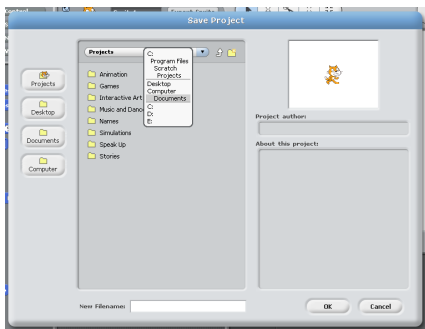 Save Project
Projects
C:
Program Files
Scratch
Projects
Desktop
Computer
Documents
C:
D:
E:
Animation
Games
Interactive Art
Music and Danc
Names
Simulations
Speak Up
Stories
Projects
Desktop
Documents
Computer
Project author:
About this project:
New Filename:
OK
Cancel